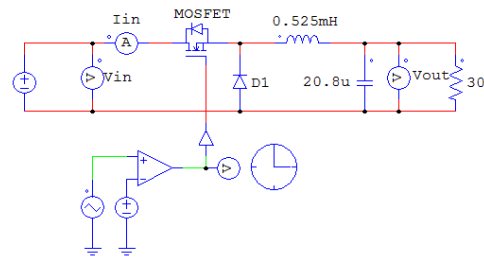 MOSFET
Iin
0.525mH
A
V
Vin
D1
20.8u
V
Vout
30
V